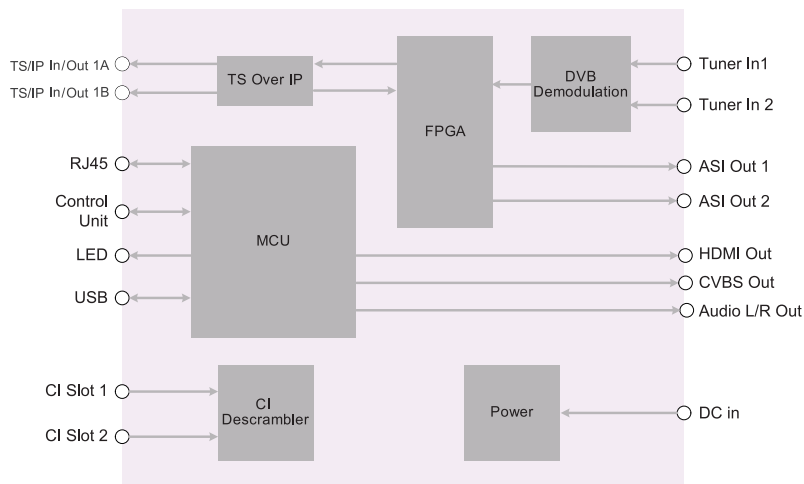 TS/IP In/Out 1A
TS/IP In/Out 1B
TS Over IP
FPGA
DVB
Demodulation
Tuner In1
Tuner In 2
ASI Out 1
ASI Out 2
RJ45
Control
Unit
LED
USB
MCU
HDMI Out
CVBS Out
Audio L/R Out
CI Slot 1
CI Slot 2
CI
Descrambler
Power
DC in